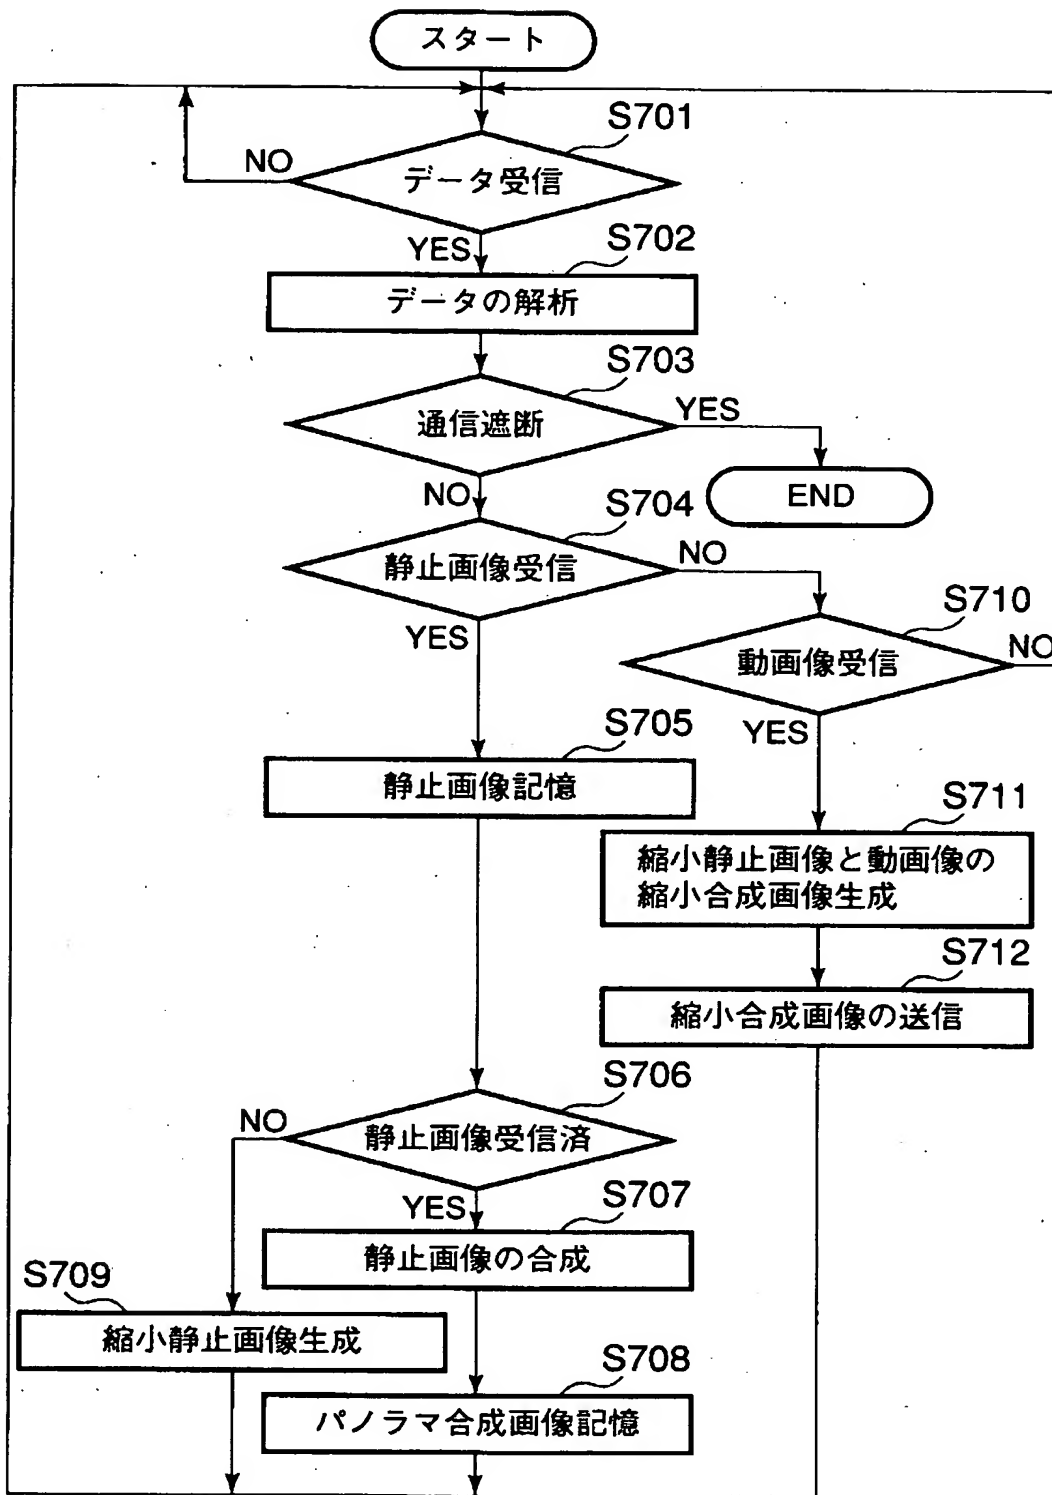 スタート
S701
NO
データ受信
YES
S702
データの解析
S703
通信遮断
YES
END
NO
S704
静止画像受信
NO
YES
S710
動画像受信
NO
YES
S705
静止画像記憶
S711
縮小静止画像と動画像の
縮小合成画像生成
S712
縮小合成画像の送信
S706
NO
静止画像受信済
YES
S707
静止画像の合成
S709
縮小静止画像生成
S708
パノラマ合成画像記憶